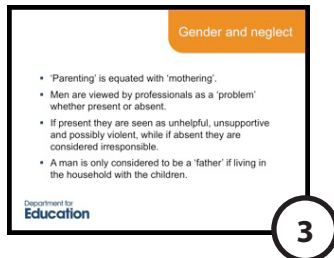 Gender and neglect
▪ ‘Parenting’ is equated with ‘mothering’.
▪ Men are viewed by professionals as a ‘problem’
whether present or absent.
▪ If present they are seen as unhelpful, unsupportive
and possibly violent, while if absent they are
considered irresponsible.
▪ A man is only considered to be a ‘father’ if living in
the household with the children.
Department for
Education
3